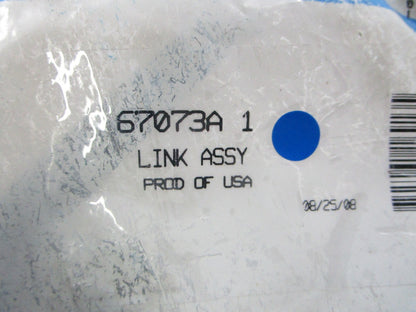 67073A 1
LINK ASSY
PROD OF USA
08/25/08